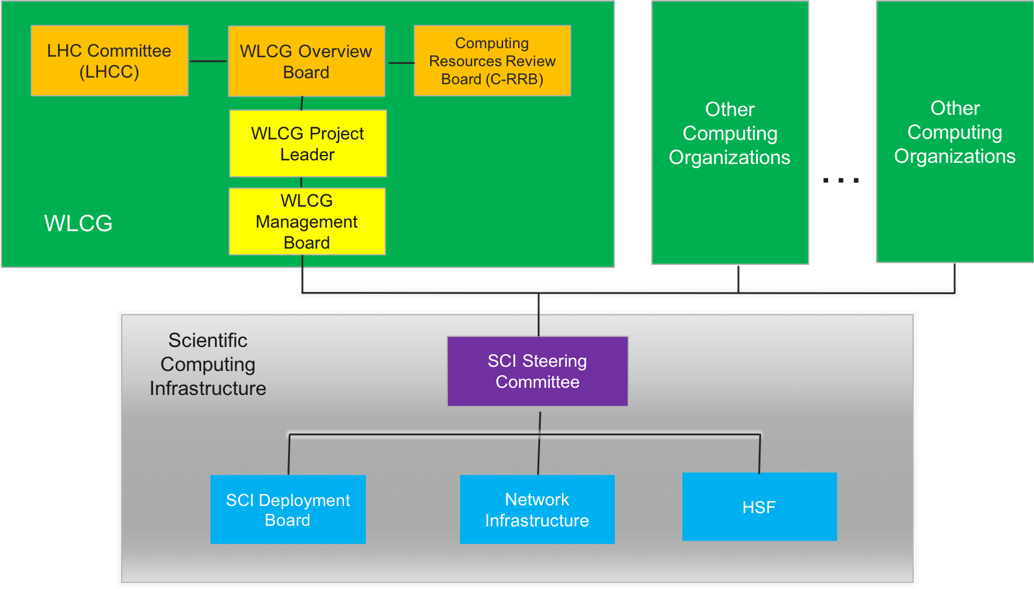 LHC Committee
(LHCC)
WLCG Overview
Board
Computing
Resources Review
Board (C-RRB)
WLCG Project
Leader
WLCG
Management
Board
WLCG
Other
Computing
Organizations
...
Other
Computing
Organizations
Scientific
Computing
Infrastructure
SCI Steering
Committee
SCI Deployment
Board
Network
Infrastructure
HSF